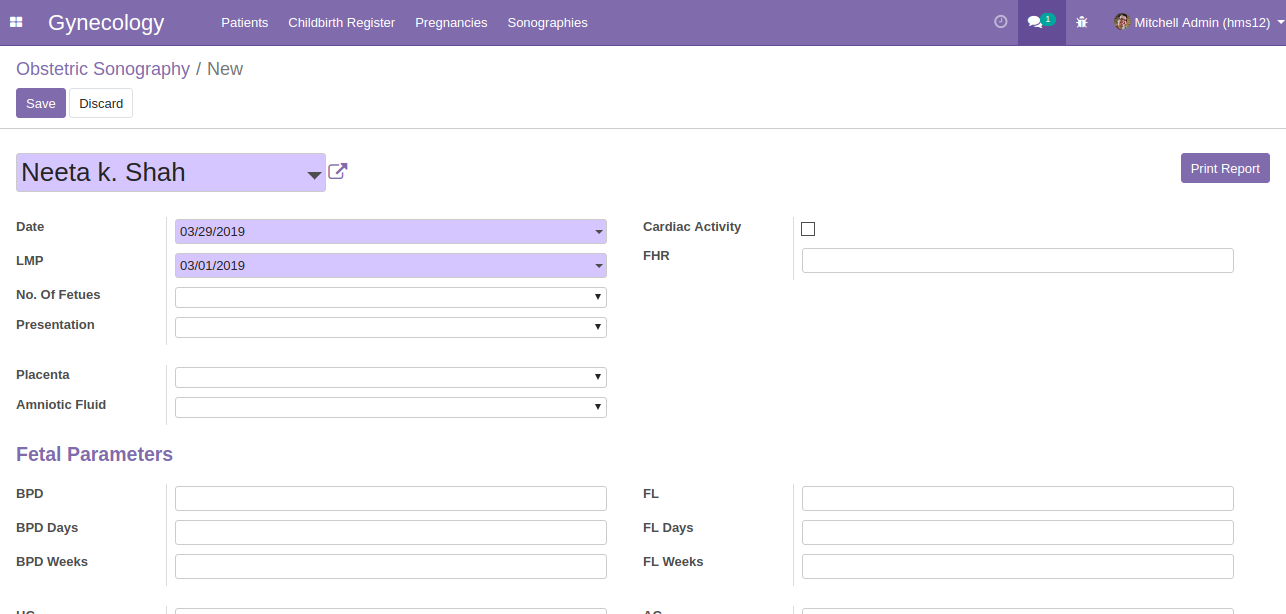 Gynecology Patients Childbirth Register Pregnancies Sonographies 1 Mitchell Admin (hms12)
Obstetric Sonography / New
Save Discard
Neeta k. Shah Print Report
Date 03/29/2019 Cardiac Activity
LMP 03/01/2019 FHR
No. Of Fetues
Presentation
Placenta
Amniotic Fluid
Fetal Parameters
BPD FL
BPD Days FL Days
BPD Weeks FL Weeks